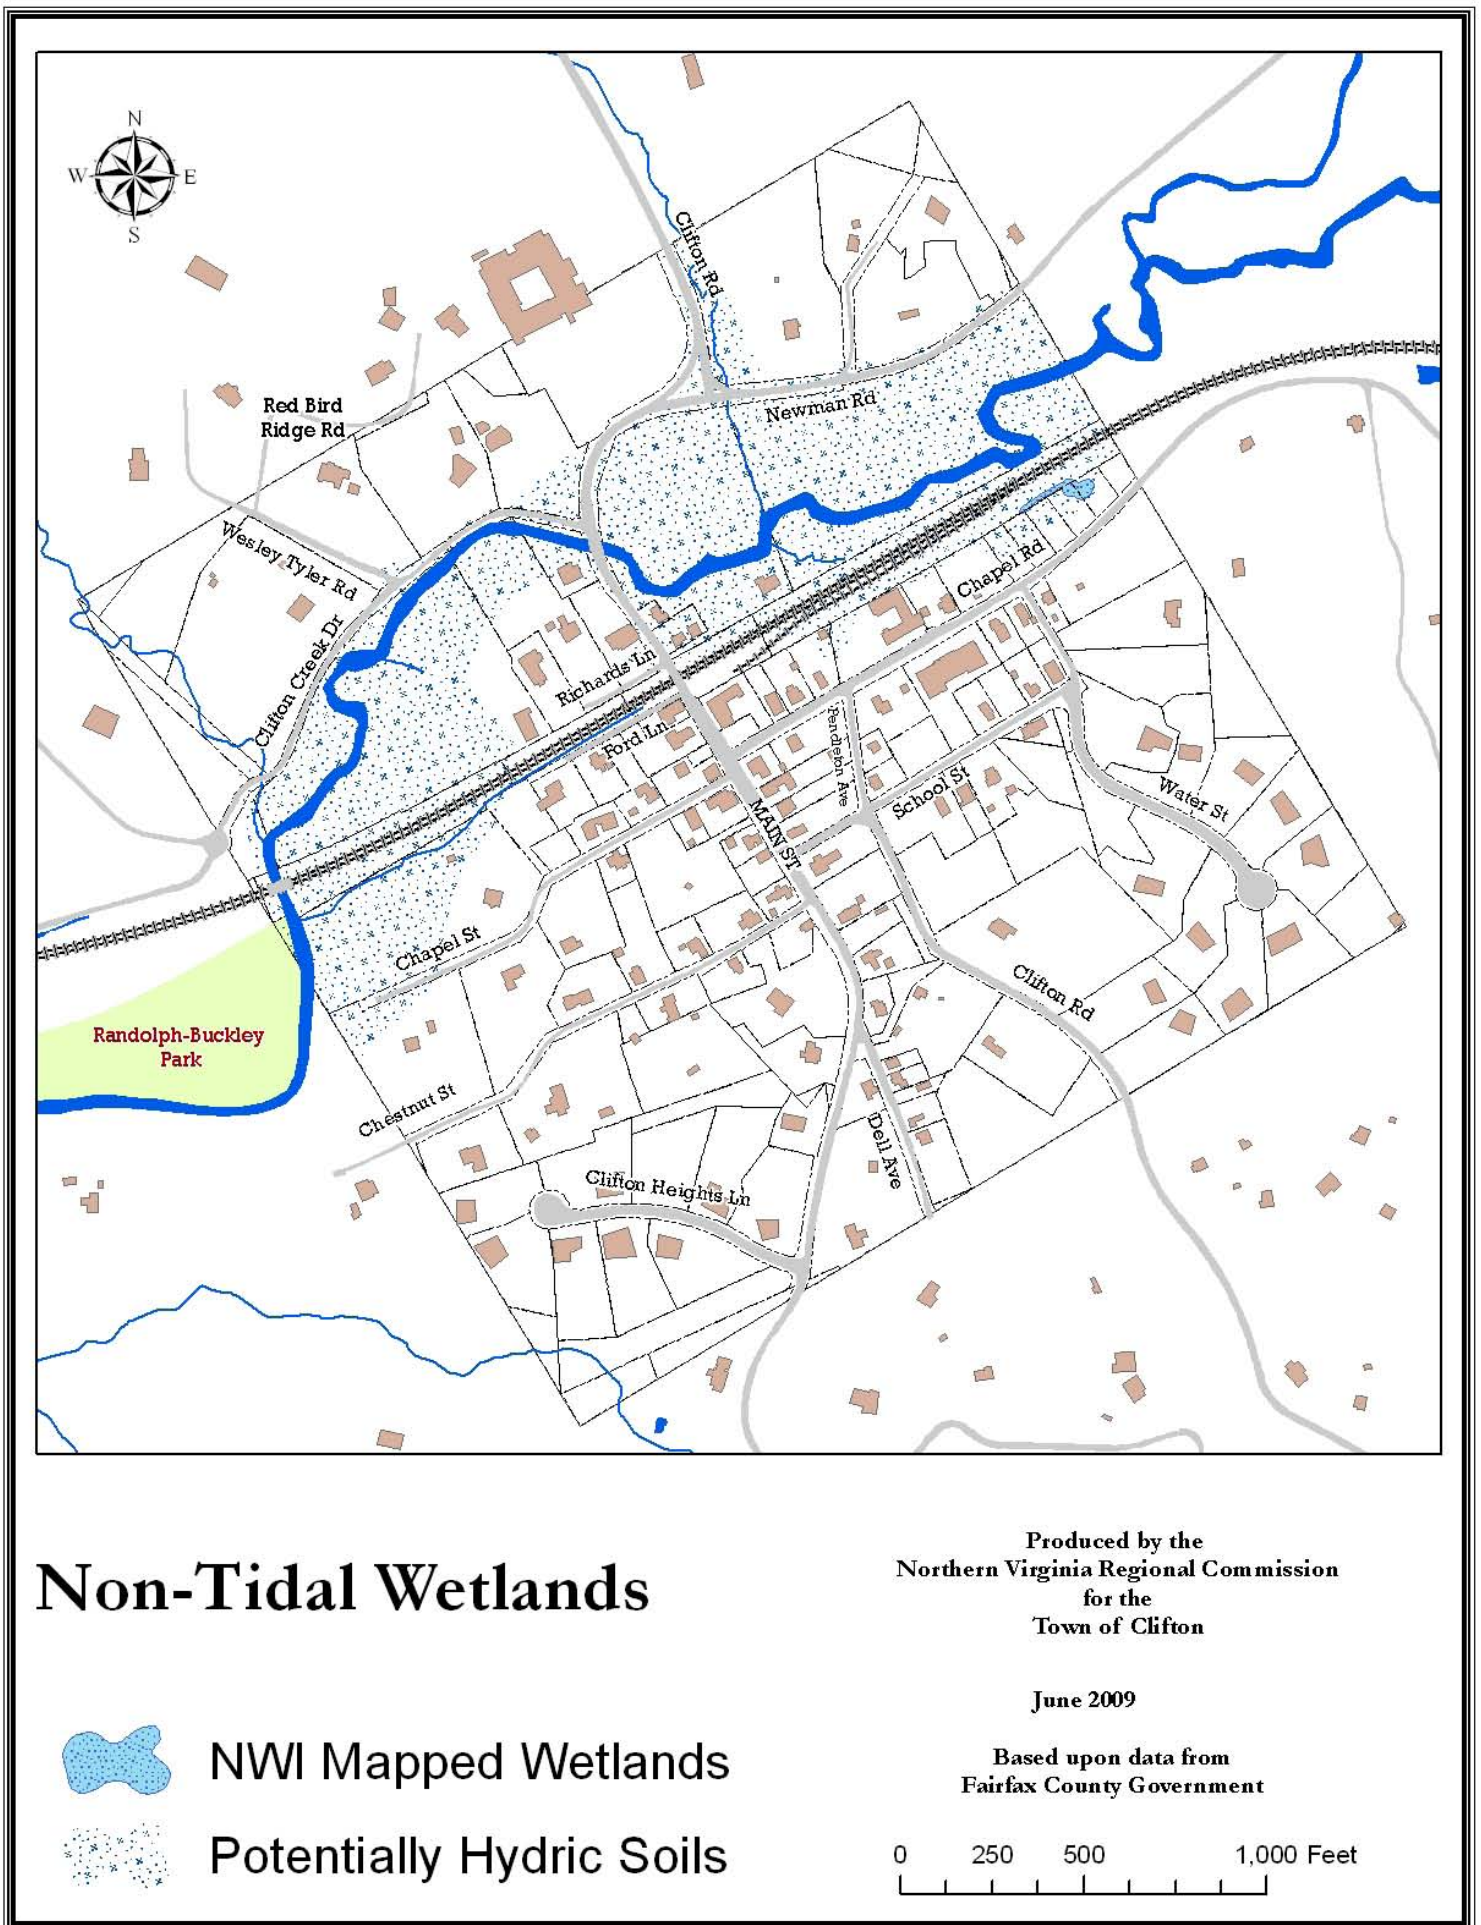 N
W E
S
Clifton Rd
Newman Rd
Red Bird
Ridge Rd
Wesley Tyler Rd
Clifton Creek Dr
Chapel Rd
Richards Ln
Ford Ln
Pendleton Ave
School St
MAIN ST
Water St
Chapel St
Clifton Rd
Randolph-Buckley
Park
Chestnut St
Dell Ave
Clifton Heights Ln
Non-Tidal Wetlands
NWI Mapped Wetlands
Potentially Hydric Soils
Produced by the
Northern Virginia Regional Commission
for the
Town of Clifton
June 2009
Based upon data from
Fairfax County Government
0 250 500 1,000 Feet